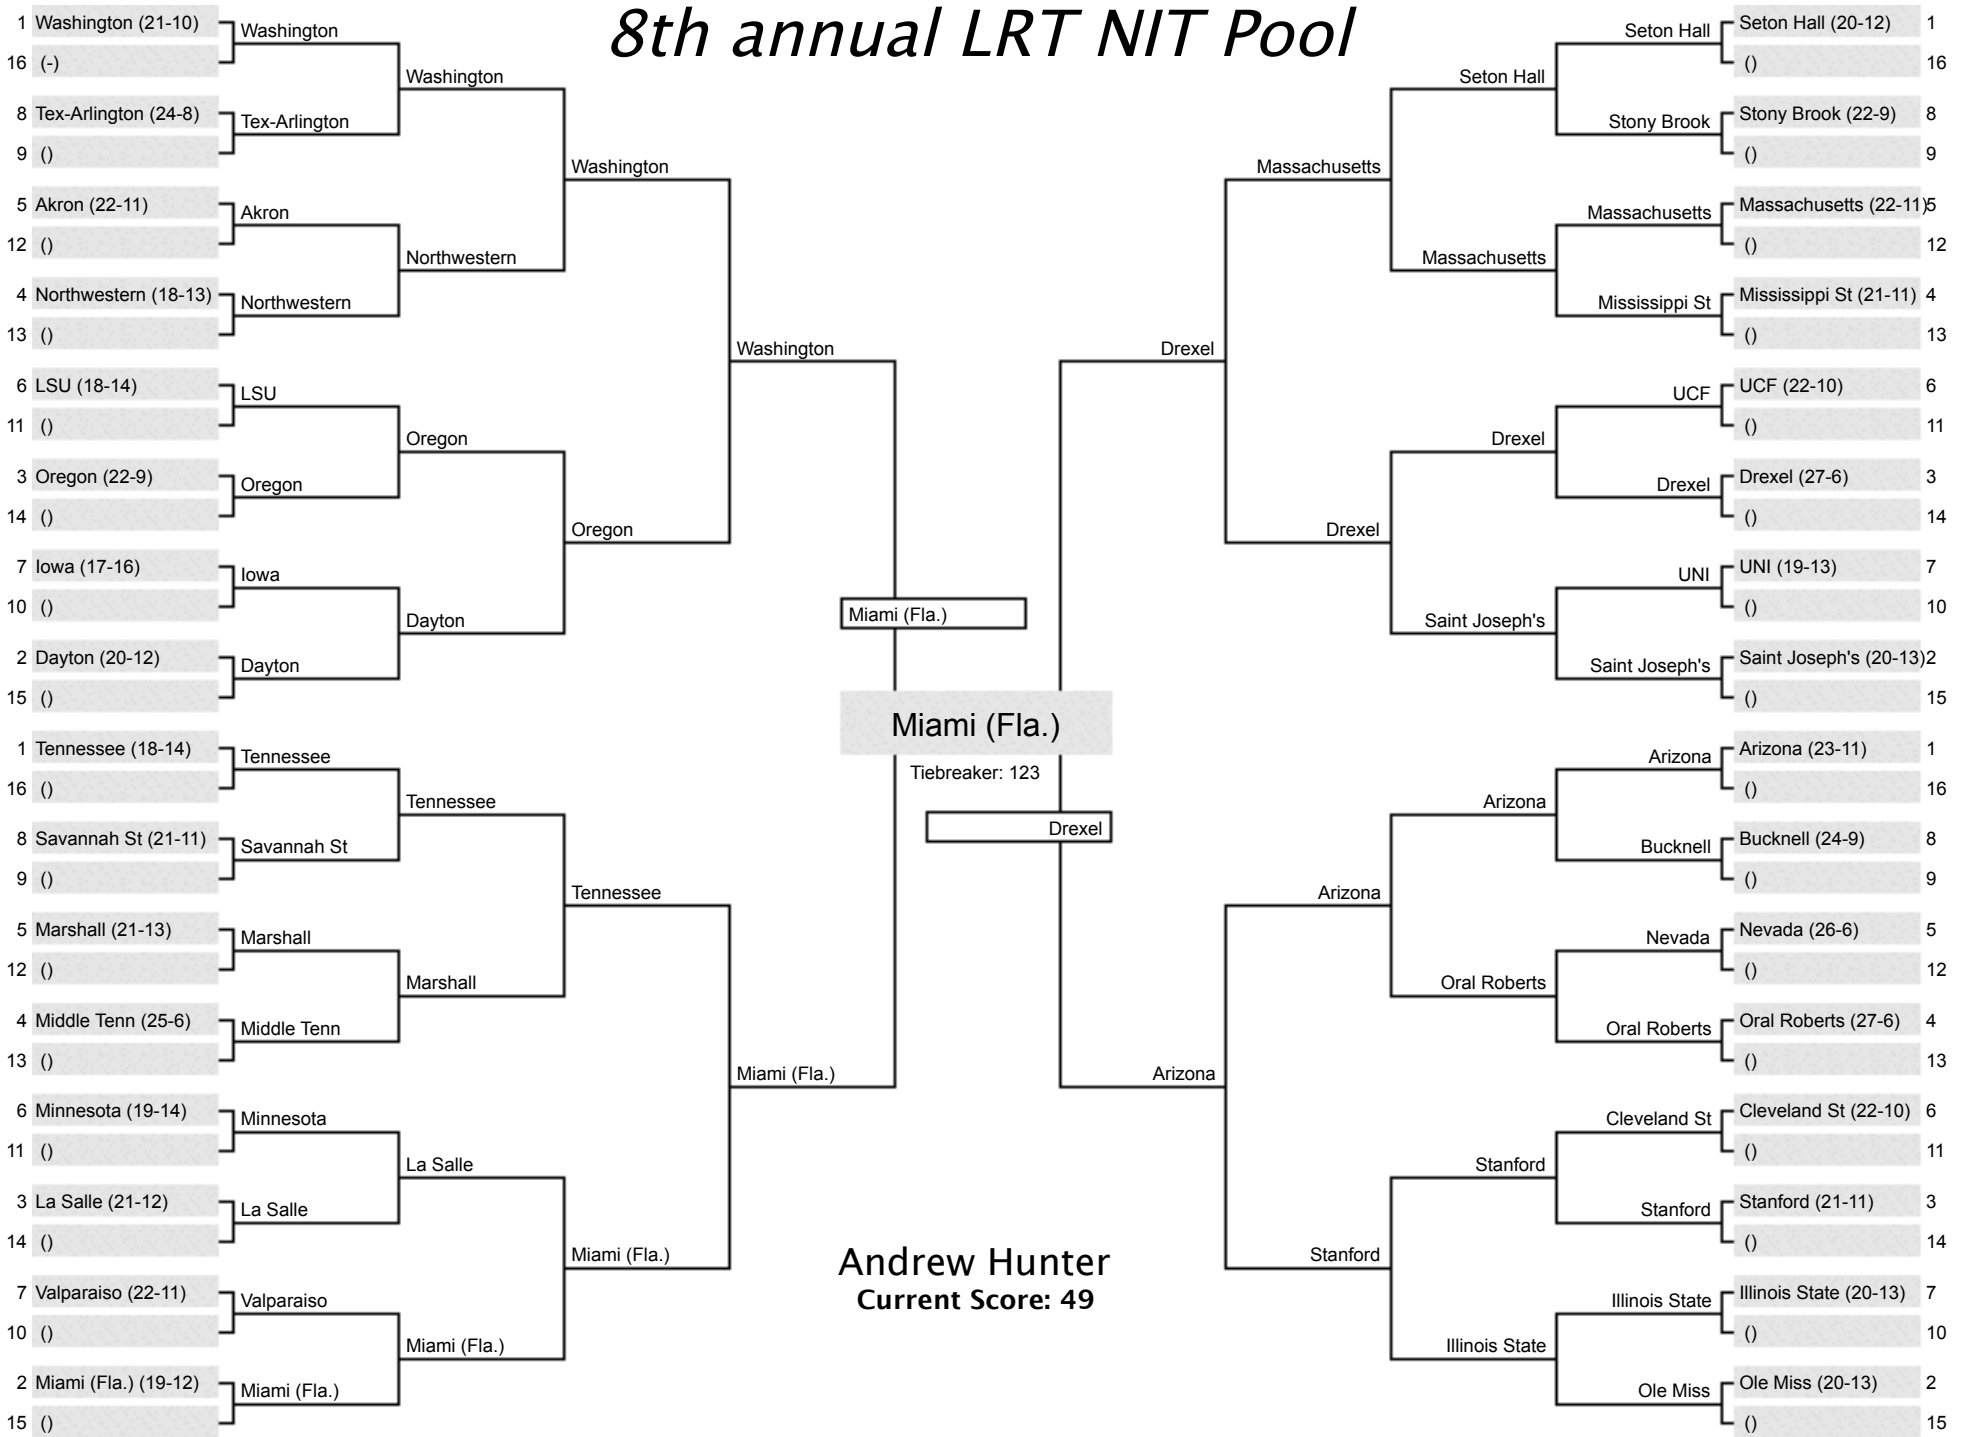 8th annual LRT NIT Pool
1 Washington (21-10)
16 (-)
8 Tex-Arlington (24-8)
9 ()
5 Akron (22-11)
12 ()
4 Northwestern (18-13)
13 ()
6 LSU (18-14)
11 ()
3 Oregon (22-9)
14 ()
7 Iowa (17-16)
10 ()
2 Dayton (20-12)
15 ()
1 Tennessee (18-14)
16 ()
8 Savannah St (21-11)
9 ()
5 Marshall (21-13)
12 ()
4 Middle Tenn (25-6)
13 ()
6 Minnesota (19-14)
11 ()
3 La Salle (21-12)
14 ()
7 Valparaiso (22-11)
10 ()
2 Miami (Fla.) (19-12)
15 ()
Washington
Tex-Arlington
Akron
Northwestern
LSU
Oregon
Iowa
Dayton
Tennessee
Savannah St
Marshall
Middle Tenn
Minnesota
La Salle
Valparaiso
Miami (Fla.)
Washington
Northwestern
Oregon
Dayton
Tennessee
Marshall
La Salle
Miami (Fla.)
Washington
Oregon
Tennessee
Miami (Fla.)
Washington
Miami (Fla.)
Miami (Fla.)
Miami (Fla.)
Tiebreaker: 123
Drexel
Andrew Hunter
Current Score: 49
Drexel
Arizona
Massachusetts
Drexel
Arizona
Stanford
Seton Hall
Massachusetts
Drexel
Saint Joseph's
Arizona
Oral Roberts
Stanford
Illinois State
Seton Hall
Stony Brook
Massachusetts
Mississippi St
UCF
Drexel
UNI
Saint Joseph's
Arizona
Bucknell
Nevada
Oral Roberts
Cleveland St
Stanford
Illinois State
Ole Miss
Seton Hall (20-12) 1
() 16
Stony Brook (22-9) 8
() 9
Massachusetts (22-11)5
() 12
Mississippi St (21-11) 4
() 13
UCF (22-10) 6
() 11
Drexel (27-6) 3
() 14
UNI (19-13) 7
() 10
Saint Joseph's (20-13)2
() 15
Arizona (23-11) 1
() 16
Bucknell (24-9) 8
() 9
Nevada (26-6) 5
() 12
Oral Roberts (27-6) 4
() 13
Cleveland St (22-10) 6
() 11
Stanford (21-11) 3
() 14
Illinois State (20-13) 7
() 10
Ole Miss (20-13) 2
() 15